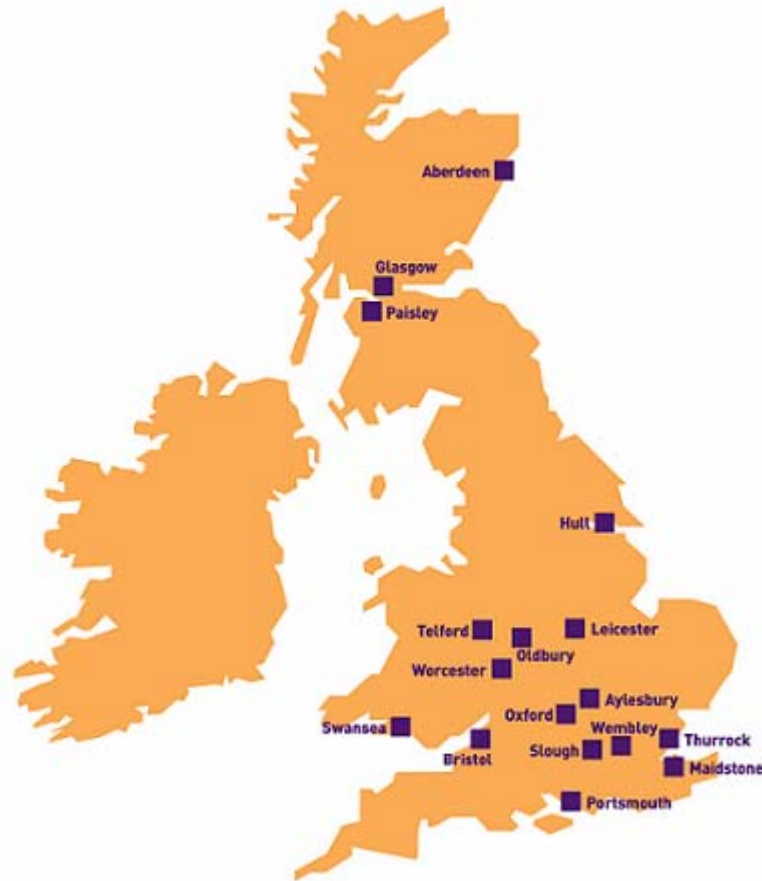 Aberdeen
Glasgow
Paisley
Hull
Telford
Leicester
Oldbury
Worcester
Aylesbury
Oxford
Swansea
Wembley
Thurrock
Bristol
Slough
Maidstone
Portsmouth